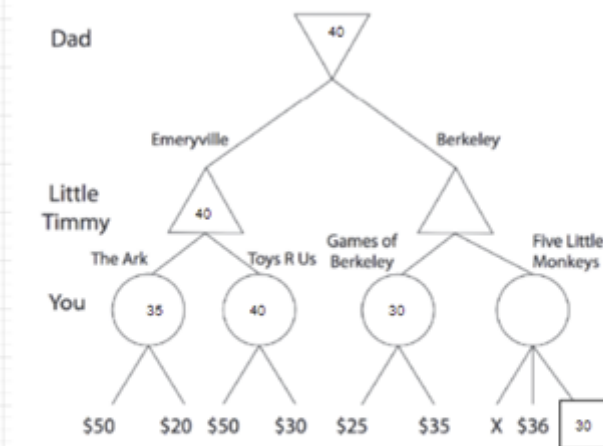 Dad
40
Emeryville
Berkeley
Little
Timmy
40
The Ark
Toys R Us
Games of
Berkeley
Five Little
Monkeys
You
35
40
30
$50
$20
$50
$30
$25
$35
X
$36
30